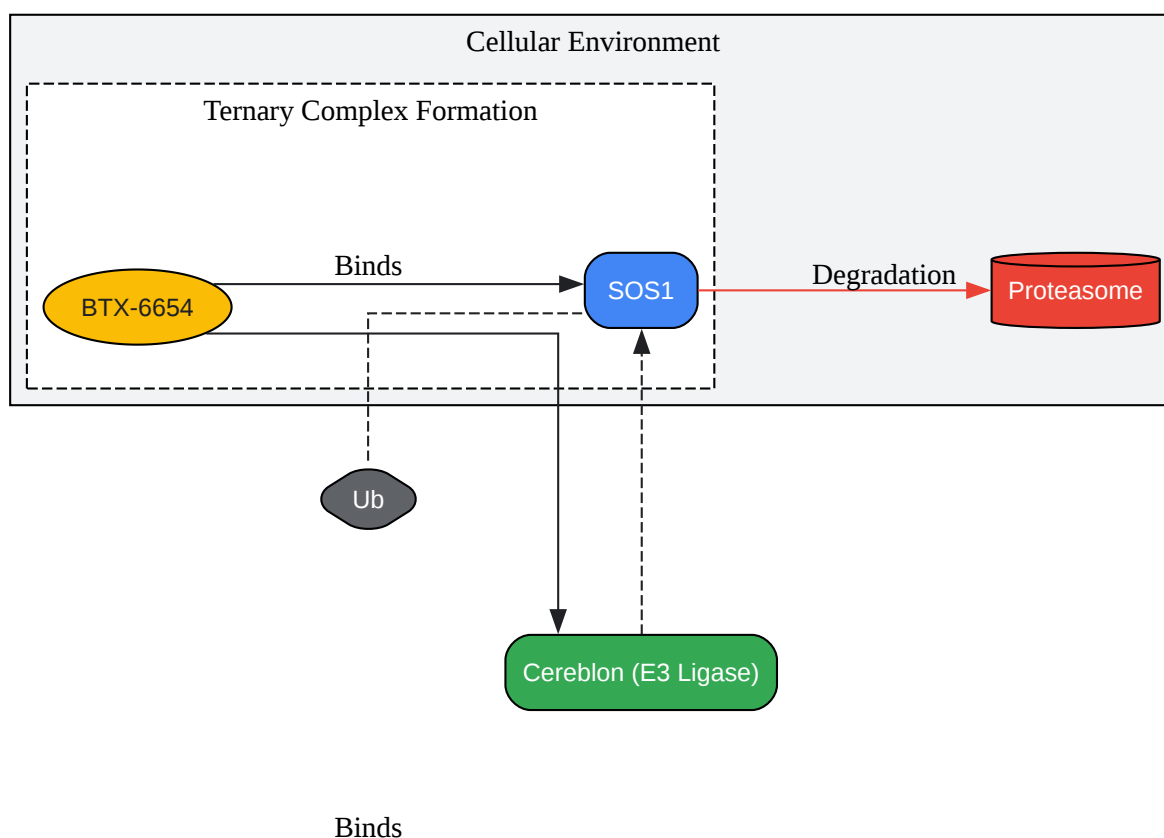 Cellular Environment
Ternary Complex Formation
Binds
BTX-6654
SOS1
Degradation
Proteasome
Ub
Cereblon (E3 Ligase)
Binds